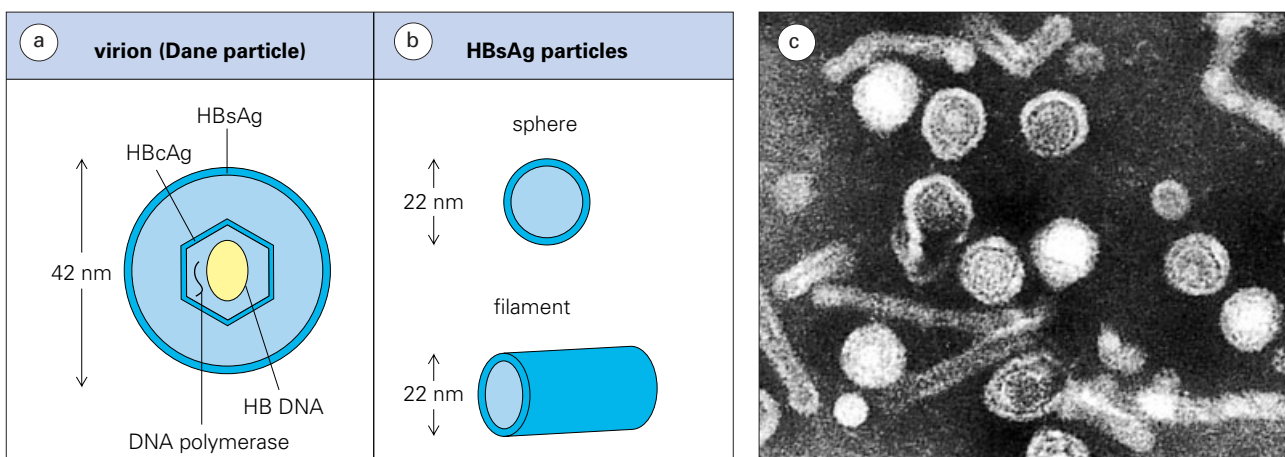 a
virion (Dane particle)
HBsAg
HBcAg
42 nm
HB DNA
DNA polymerase
b
HBsAg particles
sphere
22 nm
filament
22 nm
c